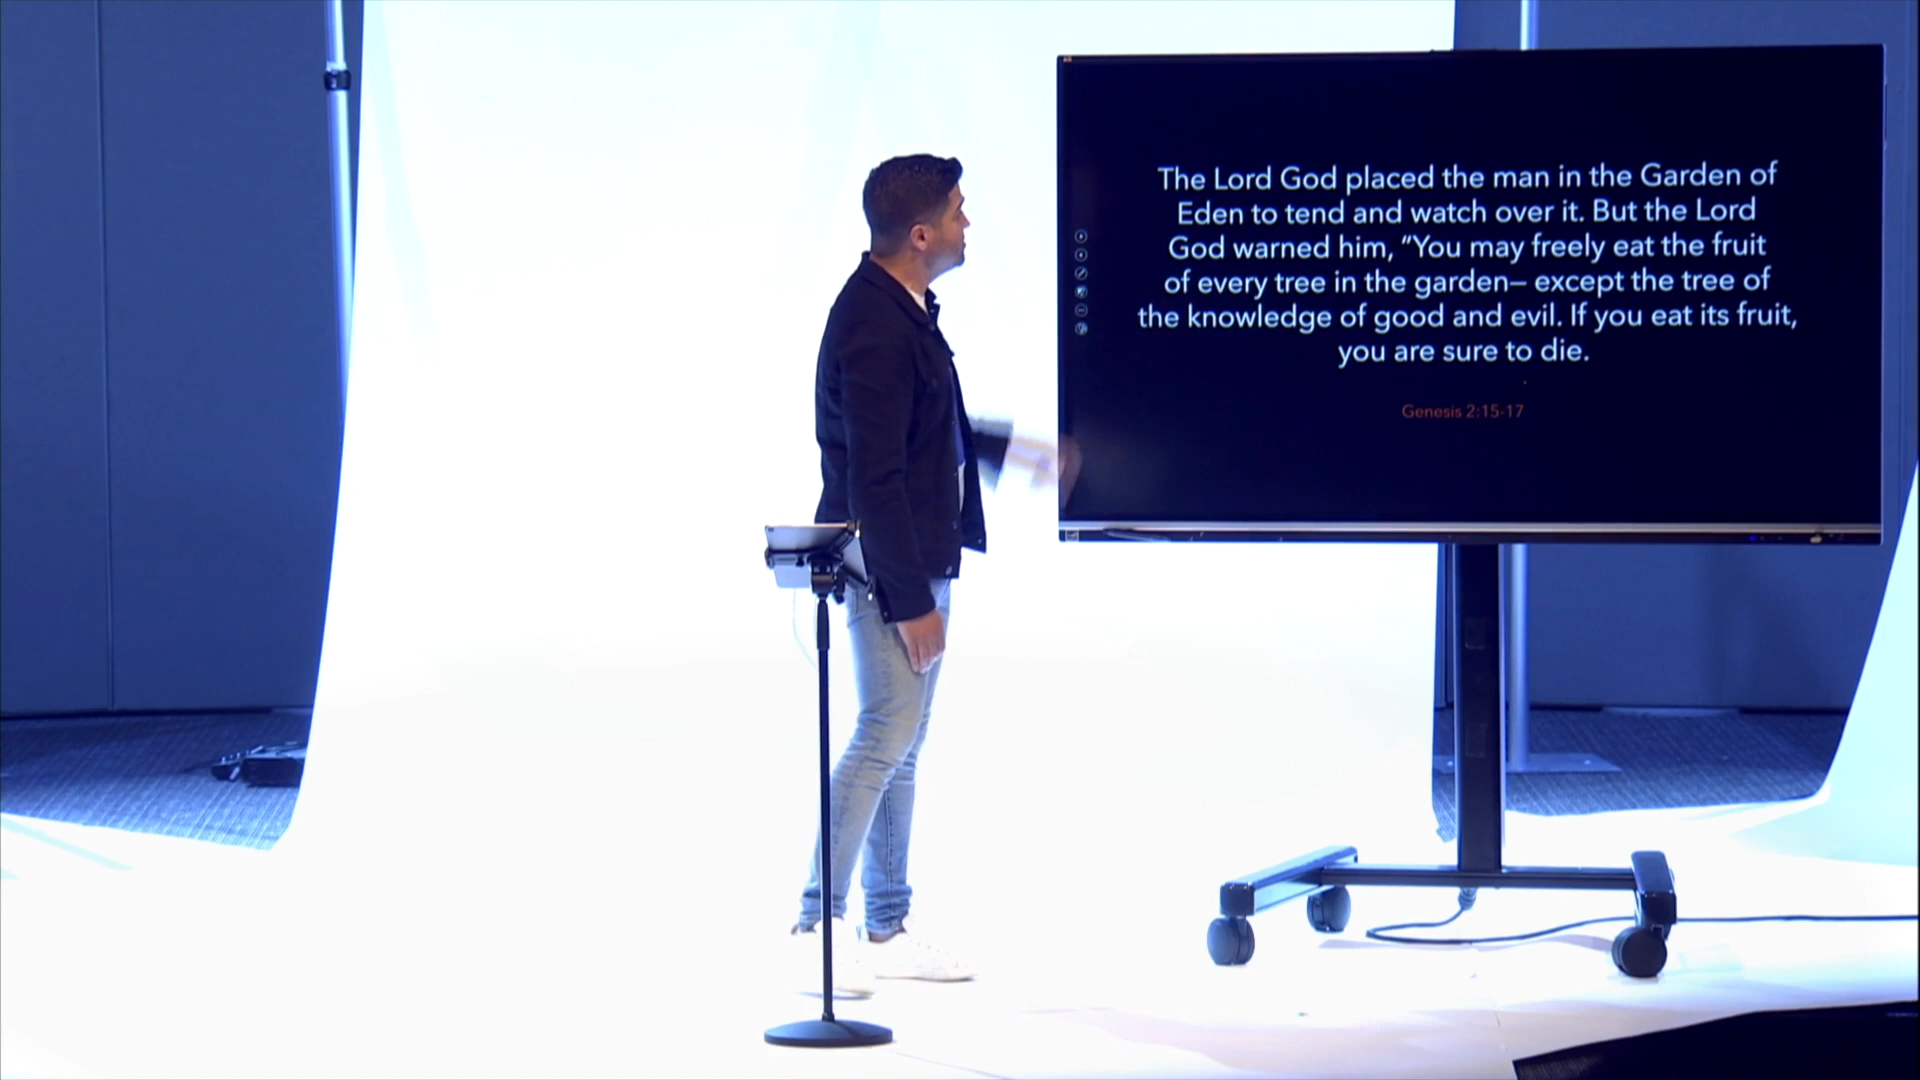 The Lord God placed the man in the Garden of
Eden to tend and watch over it. But the Lord
God warned him, "You may freely eat the fruit
of every tree in the garden– except the tree of
the knowledge of good and evil. If you eat its fruit,
you are sure to die.
Genesis 2:15-17